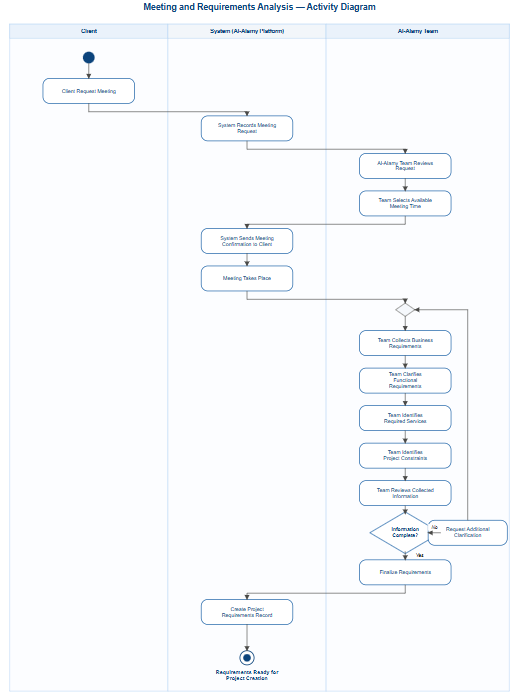 Meeting and Requirements Analysis — Activity Diagram
Client
System (Al-Alamy Platform)
Al-Alamy Team
Client Request Meeting
System Records Meeting
Request
Al-Alamy Team Reviews
Request
Team Selects Available
Meeting Time
System Sends Meeting
Confirmation to Client
Meeting Takes Place
Team Collects Business
Requirements
Team Clarifies
Functional
Requirements
Team Identifies
Required Services
Team Identifies
Project Constraints
Team Reviews Collected
Information
Information
Complete?
No
Request Additional
Clarification
Yes
Finalize Requirements
Create Project
Requirements Record
Requirements Ready for
Project Creation